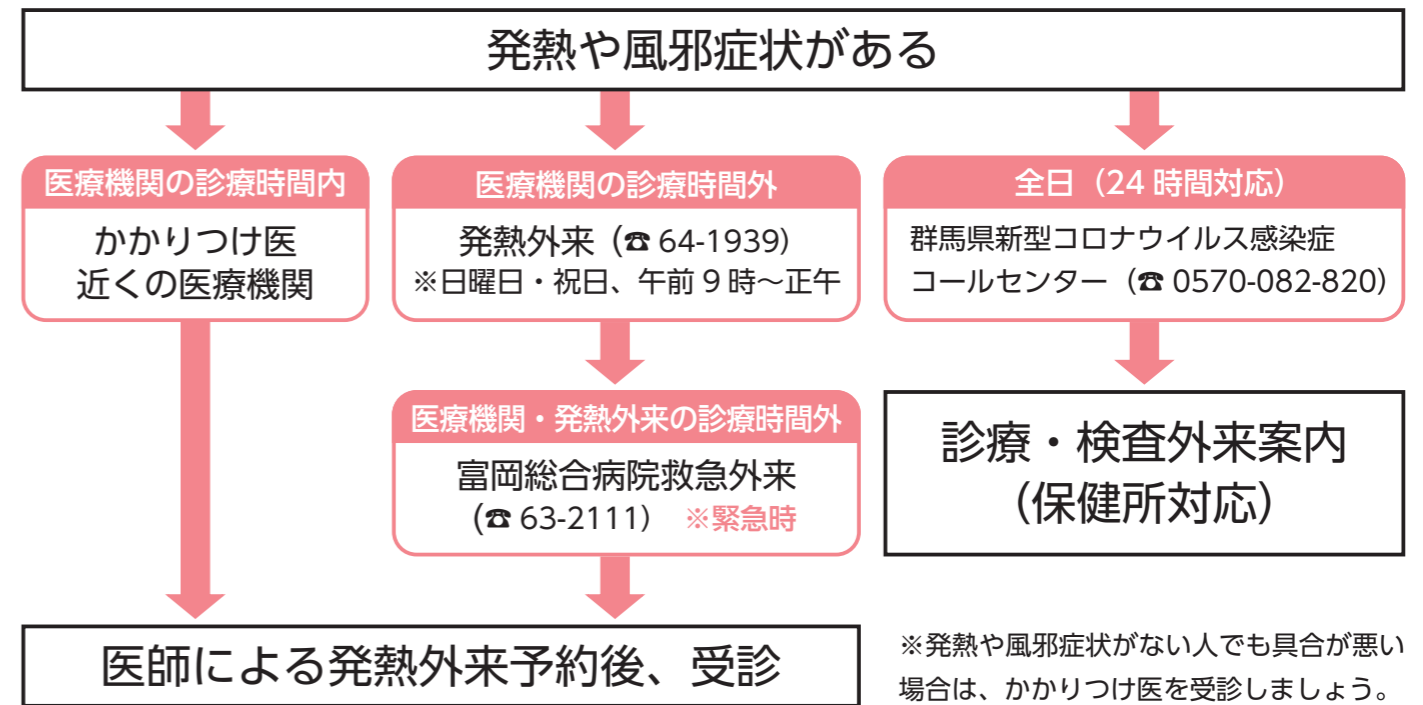 発熱や風邪症状がある
医療機関の診療時間内
かかりつけ医
近くの医療機関
医療機関の診療時間外
発熱外来（☎ 64-1939）
※日曜日・祝日、午前 9 時～正午
医療機関・発熱外来の診療時間外
富岡総合病院救急外来
（☎ 63-2111） ※緊急時
医師による発熱外来予約後、受診
全日（24 時間対応）
群馬県新型コロナウイルス感染症
コールセンター（☎ 0570-082-820）
診療・検査外来案内
（保健所対応）
※発熱や風邪症状がない人でも具合が悪い
場合は、かかりつけ医を受診しましょう。